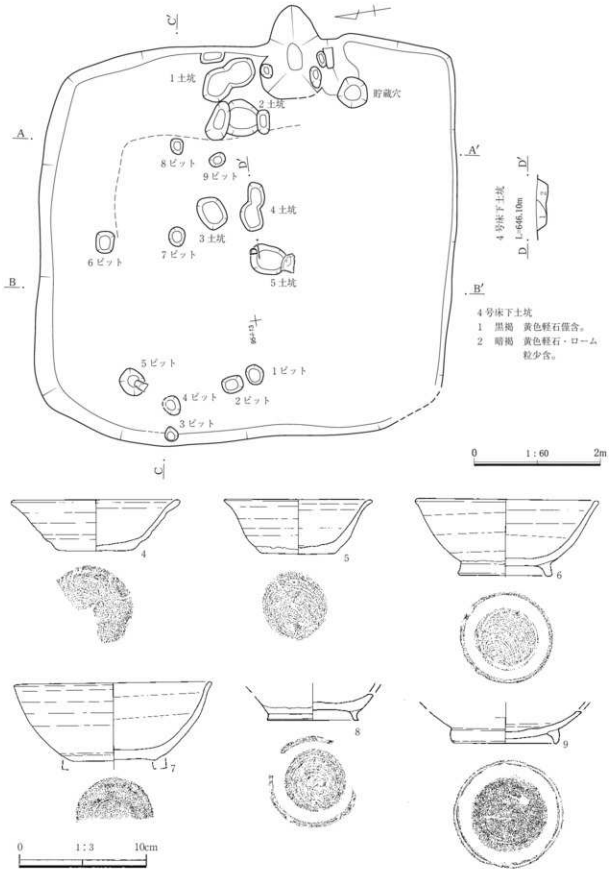 C′
1土坑
貯蔵穴
2土坑
A
A′
8ピット
9ピット
D′
4土坑
3土坑
6ピット
7ピット
D
5土坑
B
B′
D′
4号床下土坑
L=646.10m
1
2
D
4号床下土坑
1 黒褐 黄色軽石僅含。
2 暗褐 黄色軽石・ローム
粒少含。
5ピット
4ピット
3ピット
2ピット
1ピット
C
0 1:60 2m
4
5
6
7
8
9
0 1:3 10cm